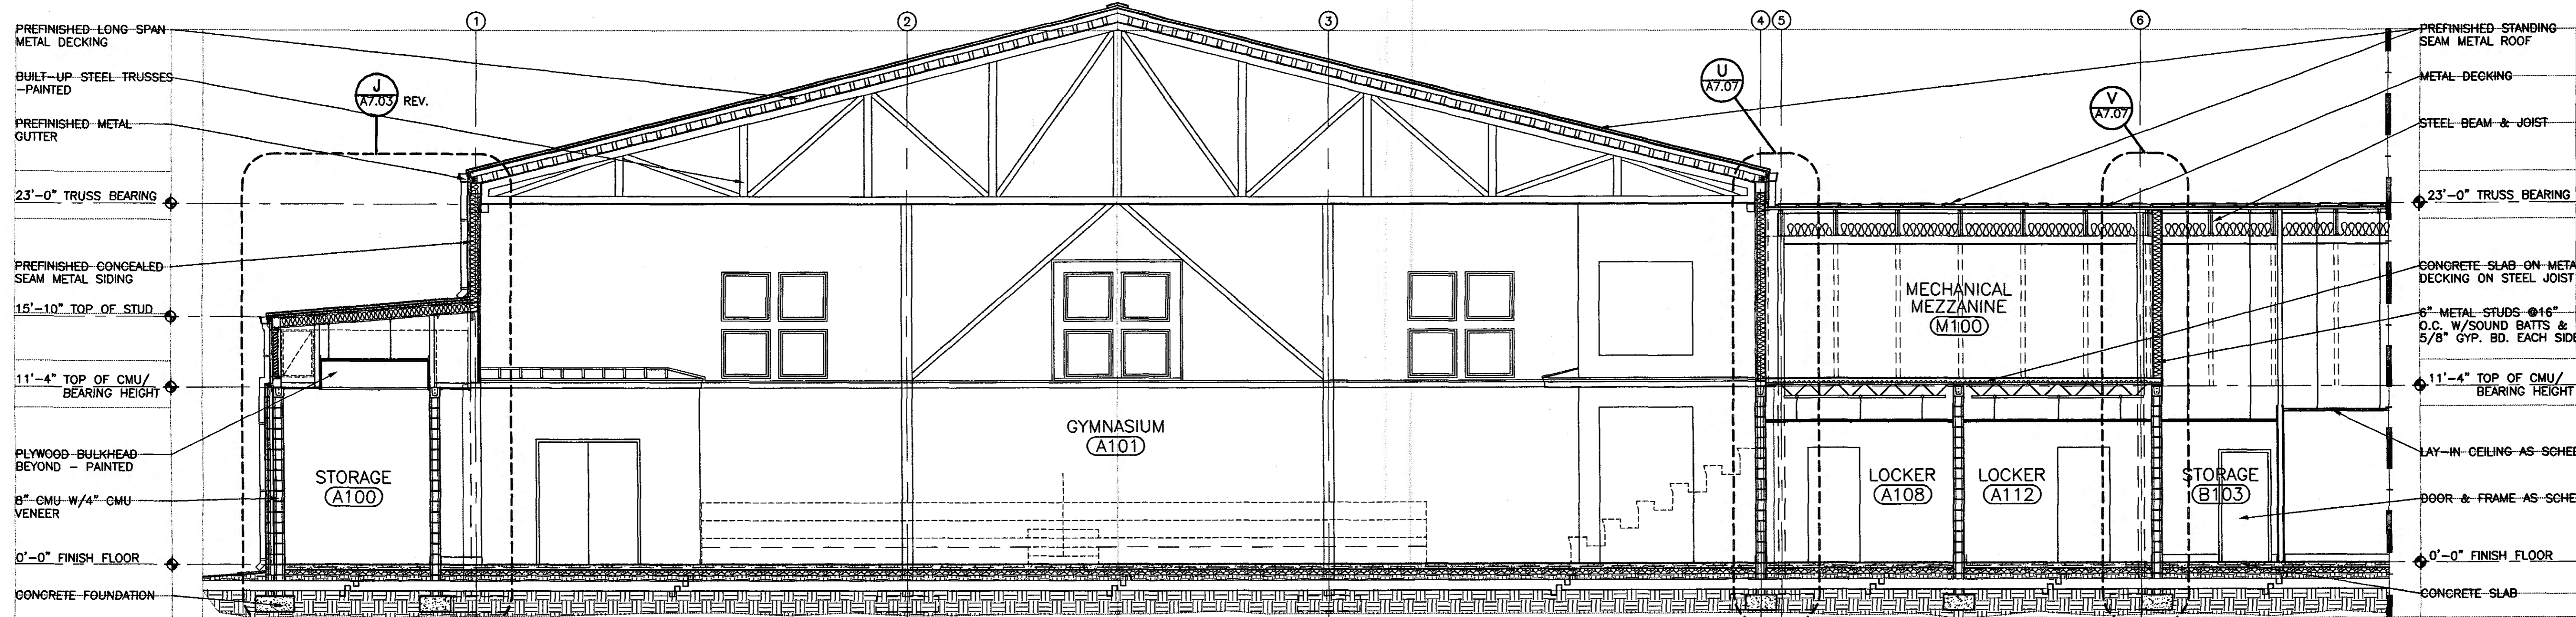 PREFINISHED LONG SPAN
METAL DECKING
BUILT-UP STEEL TRUSSES
-PAINTED
PREFINISHED METAL
GUTTER
23'-0" TRUSS BEARING
PREFINISHED CONCEALED
SEAM METAL SIDING
15'-10" TOP OF STUD
11'-4" TOP OF CMU/
BEARING HEIGHT
PLYWOOD BULKHEAD
BEYOND - PAINTED
8" CMU W/4" CMU
VENEER
0'-0" FINISH FLOOR
CONCRETE FOUNDATION
J
A7.03 REV.
1
2
3
4 5
6
U
A7.07
V
A7.07
STORAGE
A100
GYMNASIUM
A101
MECHANICAL
MEZZANINE
M100
LOCKER
A108
LOCKER
A112
STORAGE
B103
PREFINISHED STANDING
SEAM METAL ROOF
METAL DECKING
STEEL BEAM & JOIST
23'-0" TRUSS BEARING
CONCRETE SLAB ON META
DECKING ON STEEL JOIST
6" METAL STUDS @16"
O.C. W/SOUND BATTS &
5/8" GYP. BD. EACH SIDE
11'-4" TOP OF CMU/
BEARING HEIGHT
LAY-IN CEILING AS SCHE
DOOR & FRAME AS SCHE
0'-0" FINISH FLOOR
CONCRETE SLAB